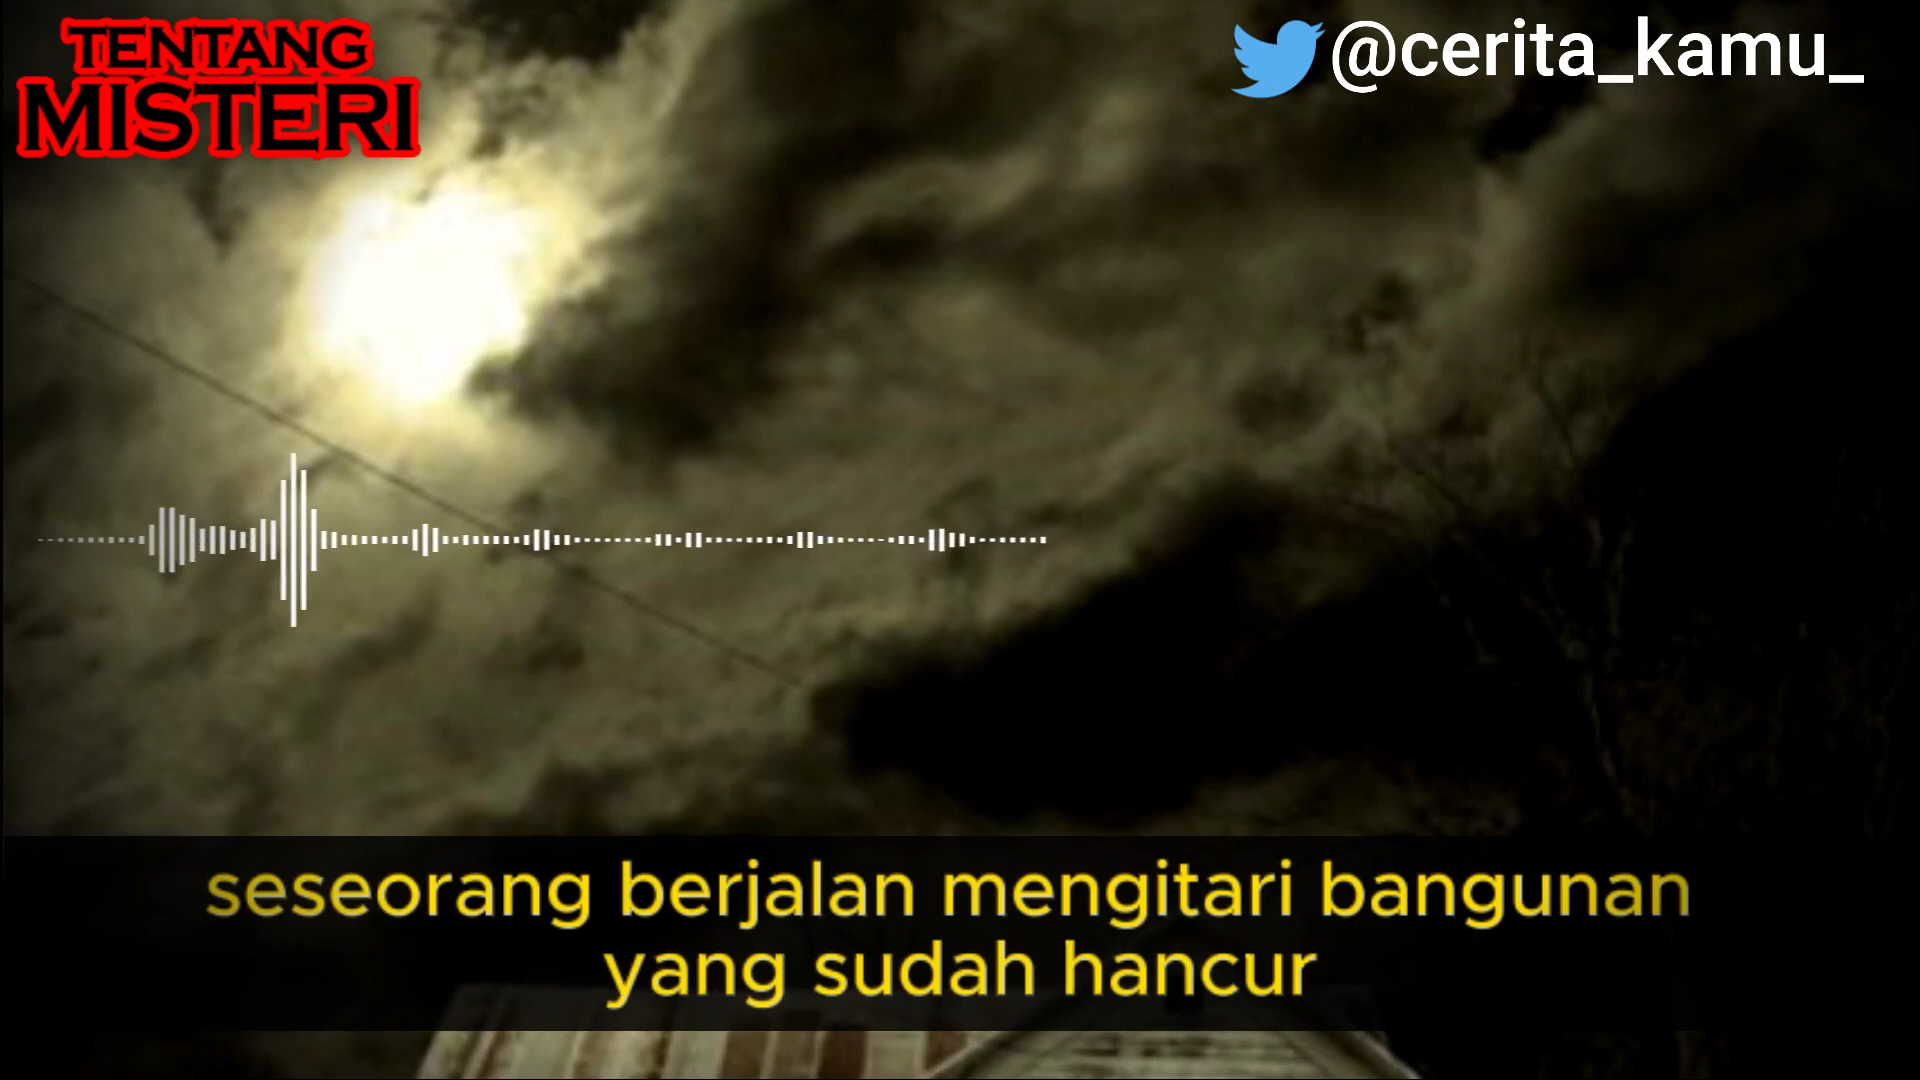 TENTANG
MISTERI
@cerita_kamu_
seseorang berjalan mengitari bangunan
yang sudah hancur